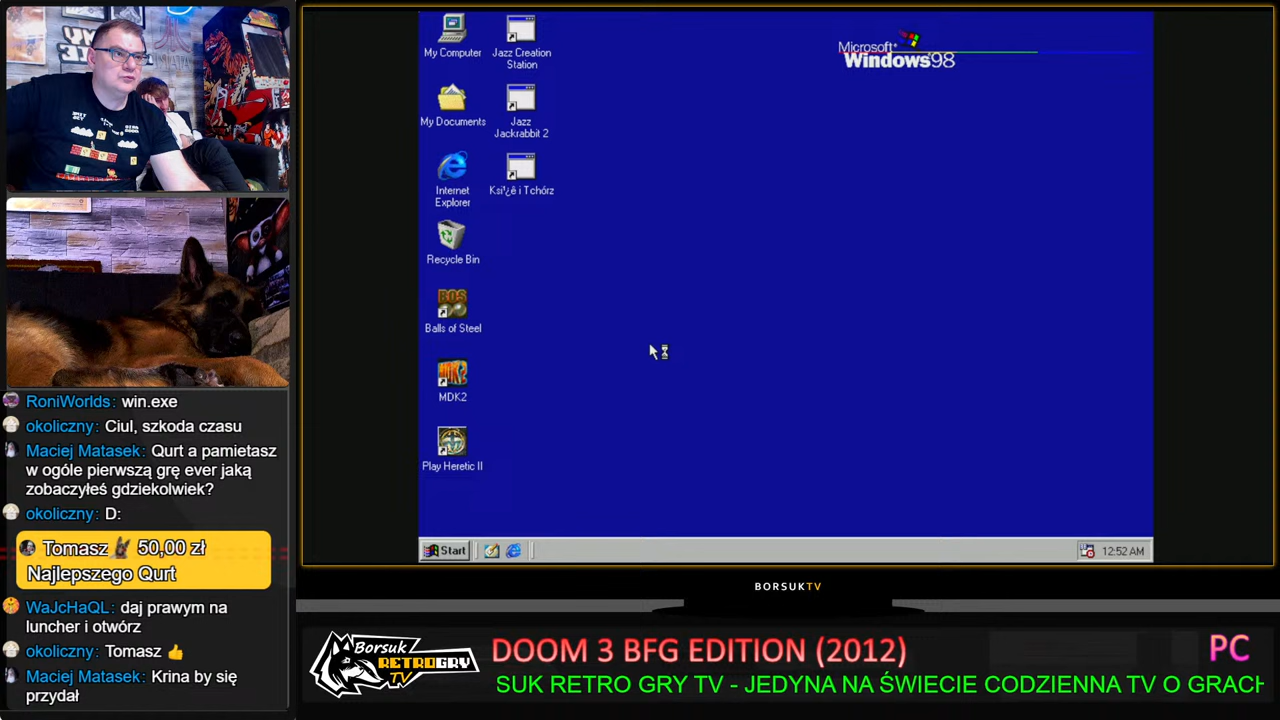 My Computer
Jazz Creation
Station
My Documents
Jazz
Jackrabbit 2
Internet
Explorer
Ksi¹¿ê i Tchórz
Recycle Bin
BOS
Balls of Steel
MDK2
MDK2
Play Heretic II
Microsoft
Windows98
Start
12:52 AM
RoniWorlds: win.exe
okoliczny: Ciul, szkoda czasu
Maciej Matasek: Qurt a pamietasz
w ogóle pierwszą grę ever jaką
zobaczyłeś gdziekolwiek?
okoliczny: D:
Tomasz 50,00 zł
Najlepszego Qurt
WaJcHaQL: daj prawym na
luncher i otwórz
okoliczny: Tomasz 👍
Maciej Matasek: Krina by się
przydał
BORSUKTV
Borsuk
RETROGRY
TV
DOOM 3 BFG EDITION (2012)
PC
SUK RETRO GRY TV - JEDYNA NA ŚWIECIE CODZIENNA TV O GRACH